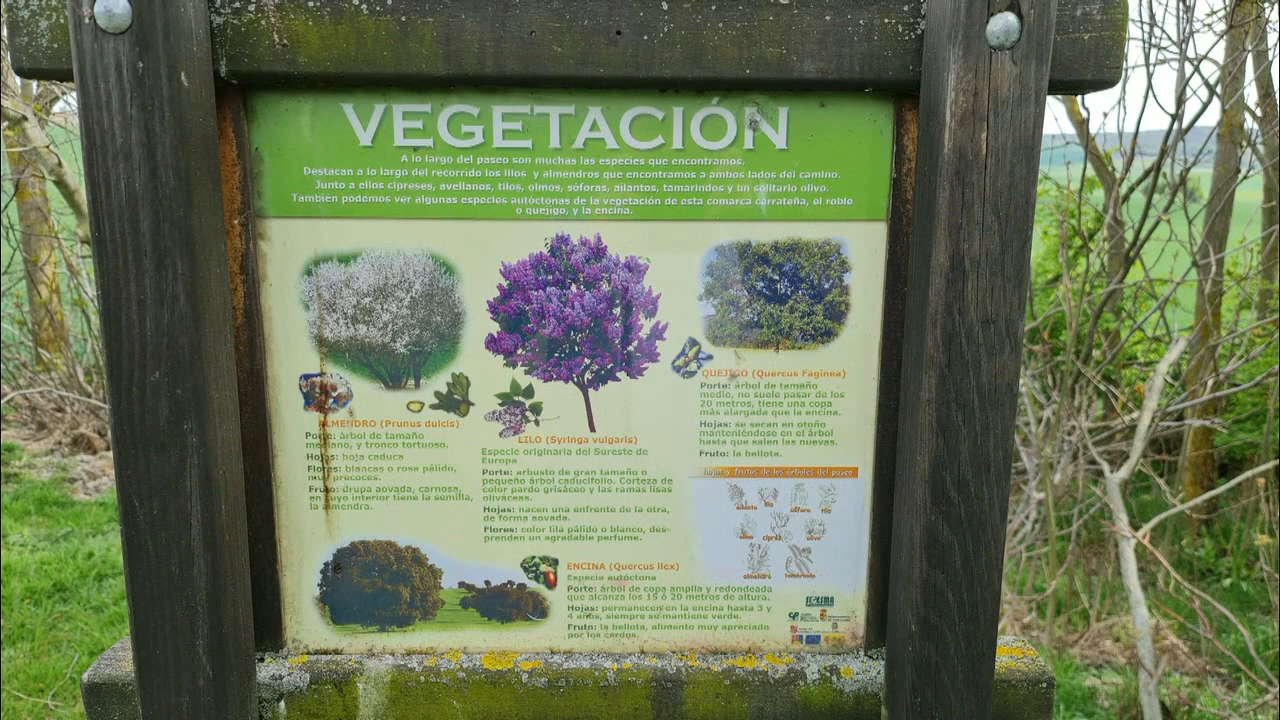 VEGETACIÓN
A lo largo del paseo son muchas las especies que encontramos.
Destacan a lo largo del recorrido los lilos y almendros que encontramos a ambos lados del camino.
Junto a ellos cipreses, avellanos, tilos, olmos, sóforas, ailantos, tamarindos y un solitario olivo.
También podemos ver algunas especies autóctonas de la vegetación de esta comarca cerrateña, el roble
o quejigo, y la encina.
ALMENDRO (Prunus dulcis)
Porte: árbol de tamaño
mediano, y tronco tortuoso.
Hojas: hoja caduca
Flores: blancas o rosa pálido,
muy precoces.
Fruto: drupa aovada, carnosa,
en cuyo interior tiene la semilla,
la almendra.
LILO (Syringa vulgaris)
Especie originaria del Sureste de
Europa
Porte: arbusto de gran tamaño o
pequeño árbol caducifolio. Corteza de
color pardo grisáceo y las ramas lisas
oliváceas.
Hojas: nacen una enfrente de la otra,
de forma aovada.
Flores: color lila pálido o blanco, des-
prenden un agradable perfume.
QUEJIGO (Quercus Faginea)
Porte: árbol de tamaño
medio, no suele pasar de los
20 metros, tiene una copa
más alargada que la encina.
Hojas: se secan en otoño
manteniéndose en el árbol
hasta que salen las nuevas.
Fruto: la bellota.
Hojas y frutos de los árboles del paseo
ailanto tilo sófora tilo
olmo ciprés olivo
almendro tamarindo
ENCINA (Quercus ilex)
Especie autóctona
Porte: árbol de copa amplia y redondeada
que alcanza los 15 ó 20 metros de altura.
Hojas: permanecen en la encina hasta 3 y
4 años, siempre se mantiene verde.
Fruto: la bellota, alimento muy apreciado
por los cerdos.